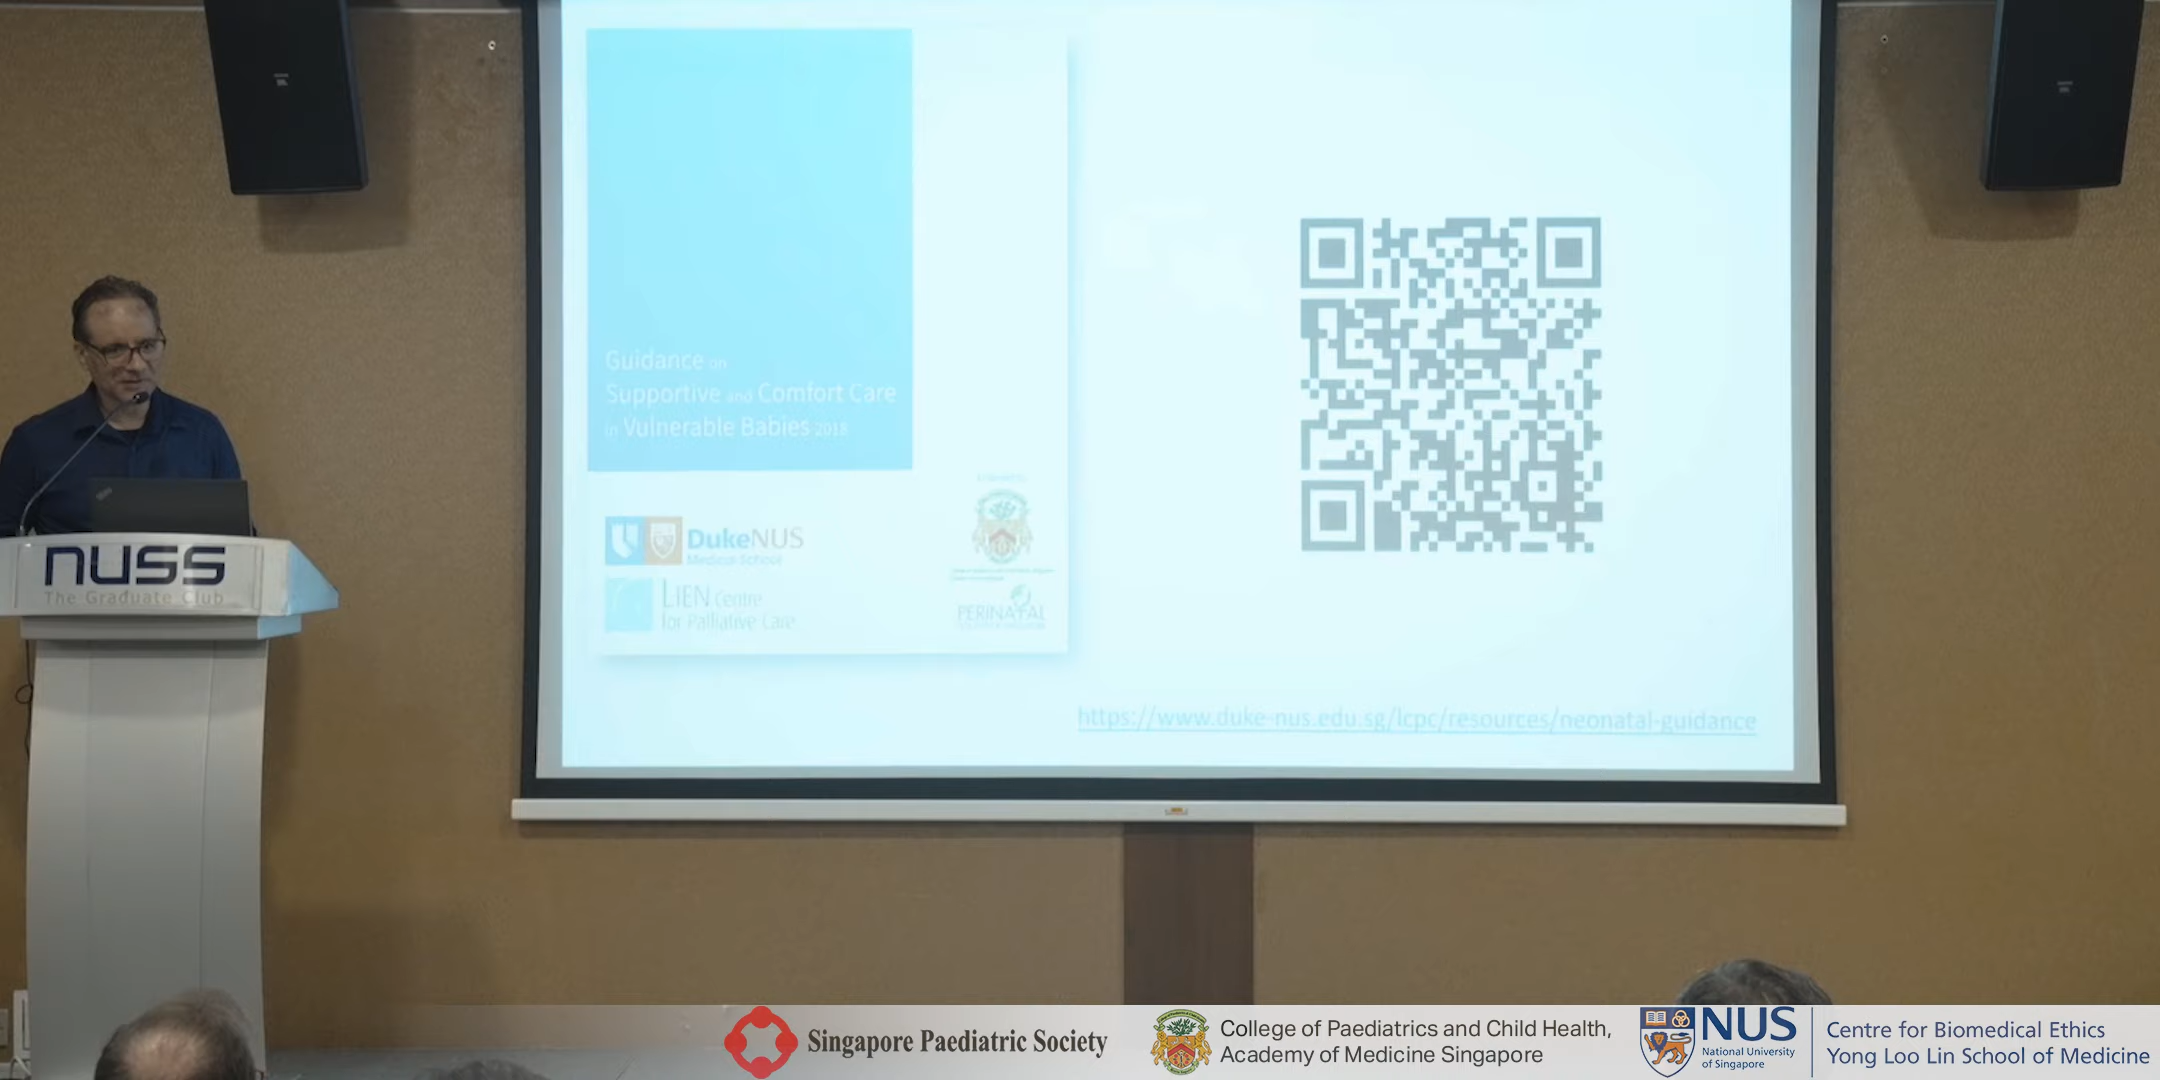 Guidance on
Supportive and Comfort Care
in Vulnerable Babies 2018
DukeNUS
Medical School
LIEN Centre
for Palliative Care
PERINATAL
https://www.duke-nus.edu.sg/lcpc/resources/neonatal-guidance
nuss
The Graduate Club
Singapore Paediatric Society
College of Paediatrics and Child Health,
Academy of Medicine Singapore
NUS
National University
of Singapore
Centre for Biomedical Ethics
Yong Loo Lin School of Medicine